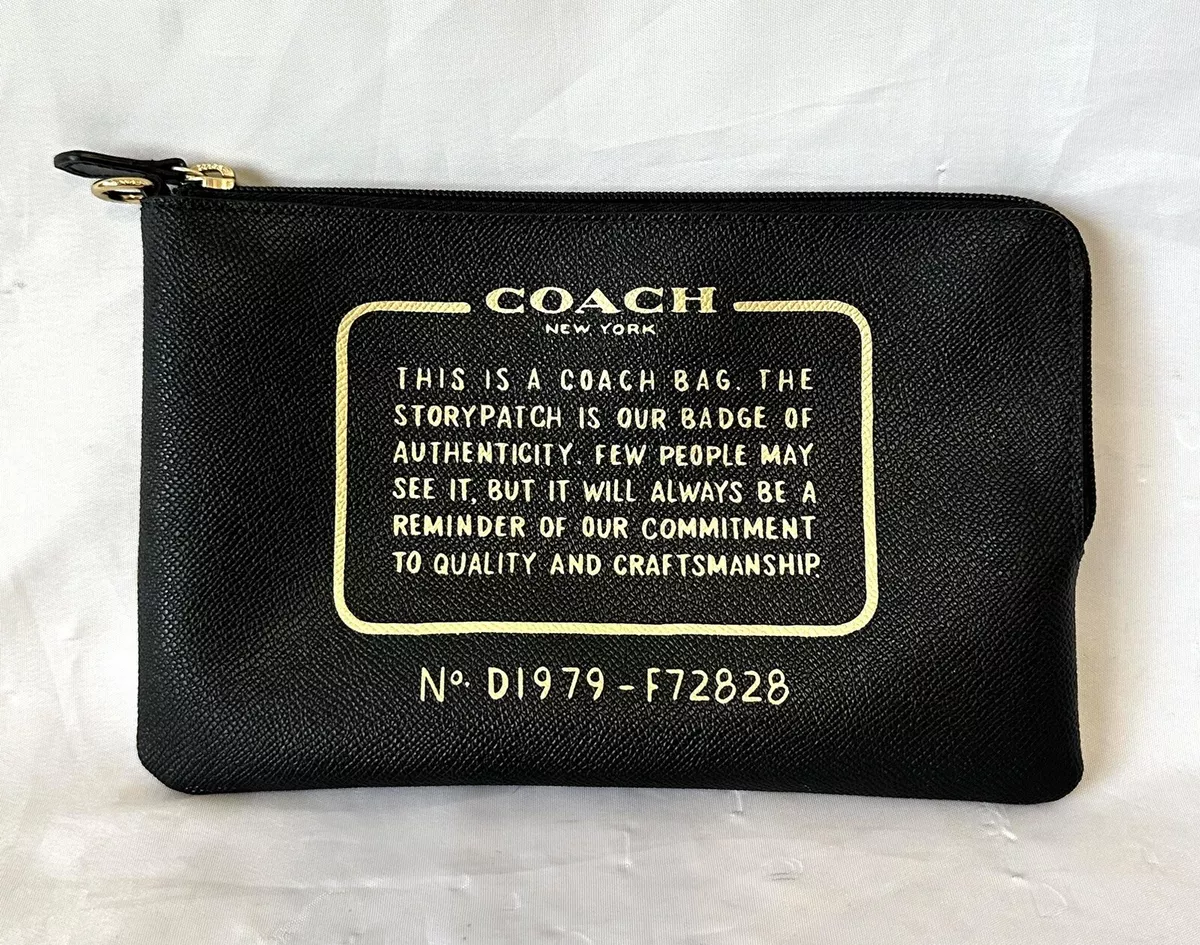 COACH
NEW YORK
THIS IS A COACH BAG. THE
STORYPATCH IS OUR BADGE OF
AUTHENTICITY. FEW PEOPLE MAY
SEE IT, BUT IT WILL ALWAYS BE A
REMINDER OF OUR COMMITMENT
TO QUALITY AND CRAFTSMANSHIP.
Nº. D1979-F72828